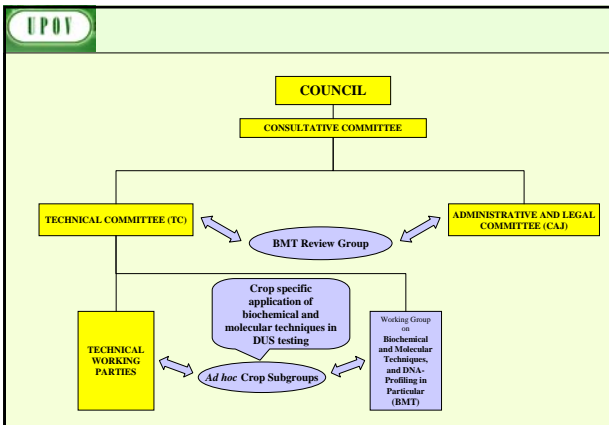 UPOV
COUNCIL
CONSULTATIVE COMMITTEE
TECHNICAL COMMITTEE (TC)
ADMINISTRATIVE AND LEGAL
COMMITTEE (CAJ)
BMT Review Group
Crop specific
application of
biochemical and
molecular techniques in
DUS testing
TECHNICAL
WORKING
PARTIES
Ad hoc Crop Subgroups
Working Group
on
Biochemical
and Molecular
Techniques,
and DNA-
Profiling in
Particular
(BMT)